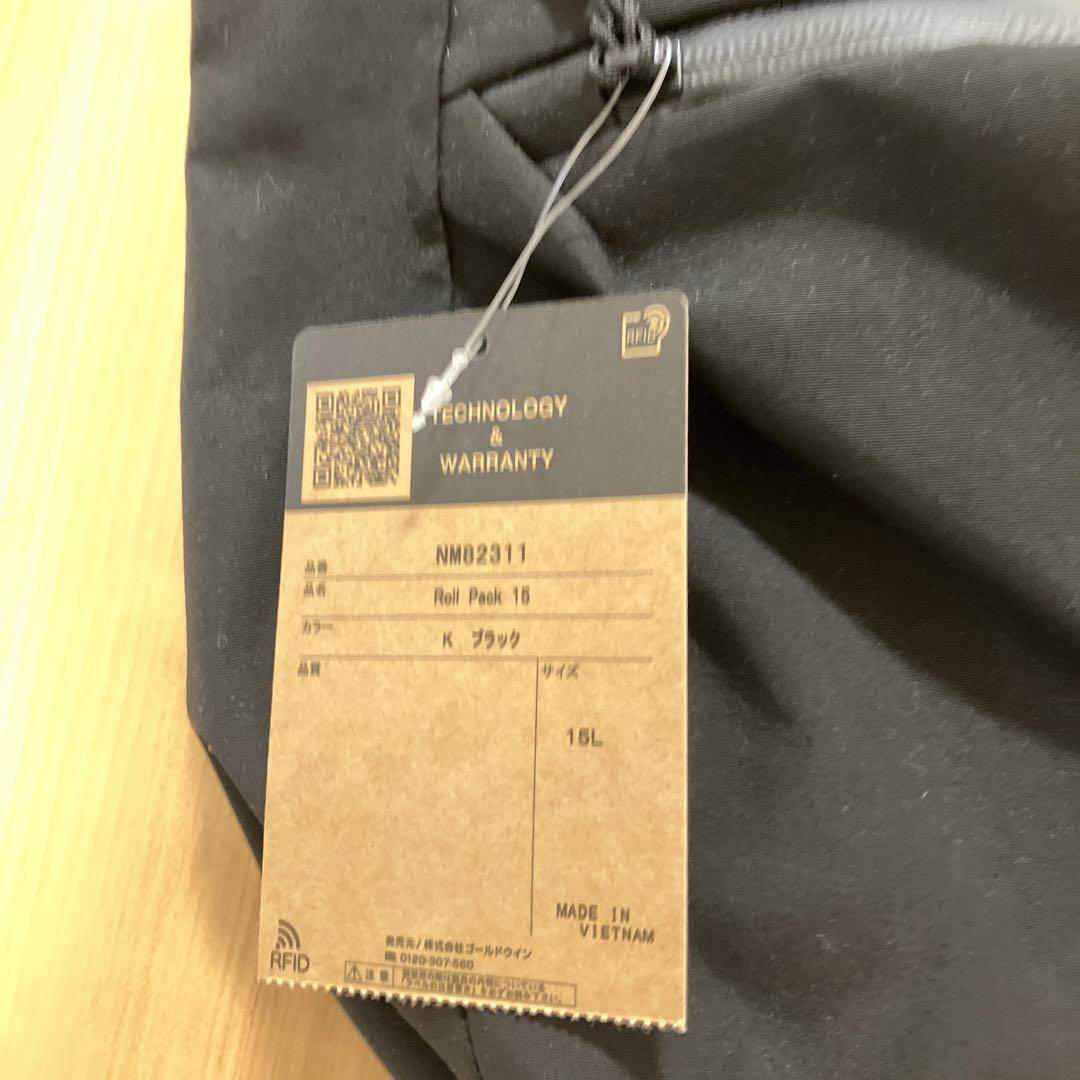 RFID
TECHNOLOGY
&
WARRANTY
品番 NM82311
品名 Roll Pack 15
カラー K ブラック
品質
サイズ
15L
MADE IN
VIETNAM
RFID
発売元/株式会社ゴールドウイン
0120-307-560
注意